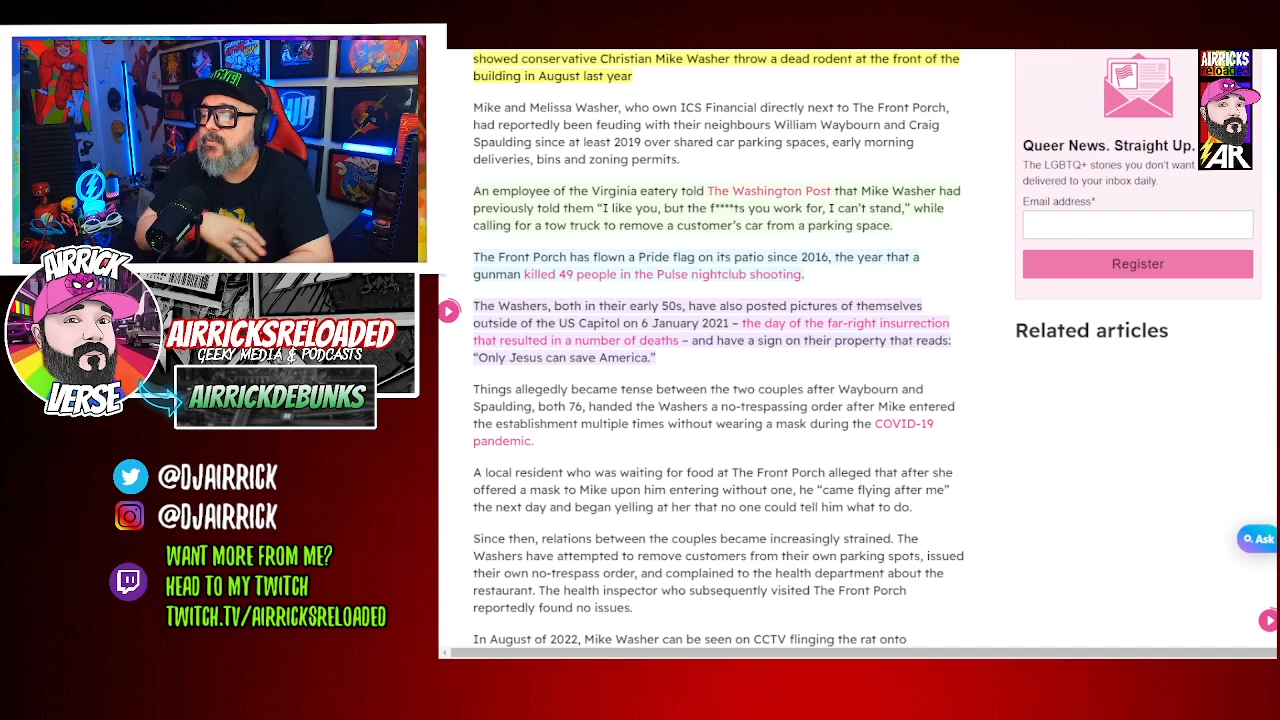 AIRRICK
VERSE
AIRRICKSRELOADED
GEEKY MEDIA & PODCASTS
AIRRICKDEBUNKS
@DJAIRRICK
@DJAIRRICK
WANT MORE FROM ME?
HEAD TO MY TWITCH
TWITCH.TV/AIRRICKSRELOADED
showed conservative Christian Mike Washer throw a dead rodent at the front of the
building in August last year
Mike and Melissa Washer, who own ICS Financial directly next to The Front Porch,
had reportedly been feuding with their neighbours William Waybourn and Craig
Spaulding since at least 2019 over shared car parking spaces, early morning
deliveries, bins and zoning permits.
An employee of the Virginia eatery told The Washington Post that Mike Washer had
previously told them “I like you, but the f****ts you work for, I can’t stand,” while
calling for a tow truck to remove a customer’s car from a parking space.
The Front Porch has flown a Pride flag on its patio since 2016, the year that a
gunman killed 49 people in the Pulse nightclub shooting.
The Washers, both in their early 50s, have also posted pictures of themselves
outside of the US Capitol on 6 January 2021 – the day of the far-right insurrection
that resulted in a number of deaths – and have a sign on their property that reads:
“Only Jesus can save America.”
Things allegedly became tense between the two couples after Waybourn and
Spaulding, both 76, handed the Washers a no-trespassing order after Mike entered
the establishment multiple times without wearing a mask during the COVID-19
pandemic.
A local resident who was waiting for food at The Front Porch alleged that after she
offered a mask to Mike upon him entering without one, he “came flying after me”
the next day and began yelling at her that no one could tell him what to do.
Since then, relations between the couples became increasingly strained. The
Washers have attempted to remove customers from their own parking spots, issued
their own no-trespass order, and complained to the health department about the
restaurant. The health inspector who subsequently visited The Front Porch
reportedly found no issues.
In August of 2022, Mike Washer can be seen on CCTV flinging the rat onto
AIRRICKS
reloaded
AR
Queer News. Straight Up.
The LGBTQ+ stories you don't want
delivered to your inbox daily.
Email address*
Register
Related articles
Ask